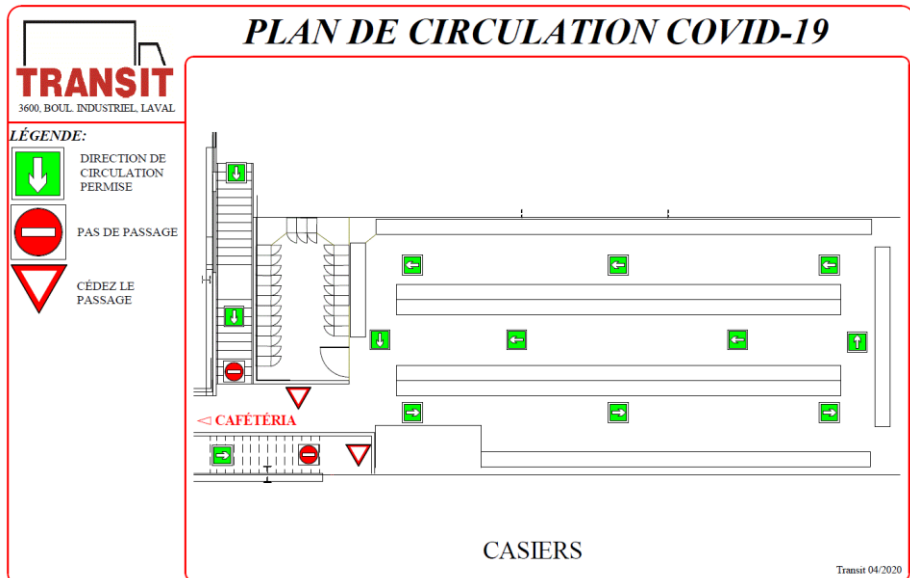 PLAN DE CIRCULATION COVID-19
TRANSIT
3600, BOUL. INDUSTRIEL, LAVAL
LÉGENDE:
DIRECTION DE
CIRCULATION
PERMISE
PAS DE PASSAGE
CÉDEZ LE
PASSAGE
CAFÉTÉRIA
CASIERS
Transit 04/2020